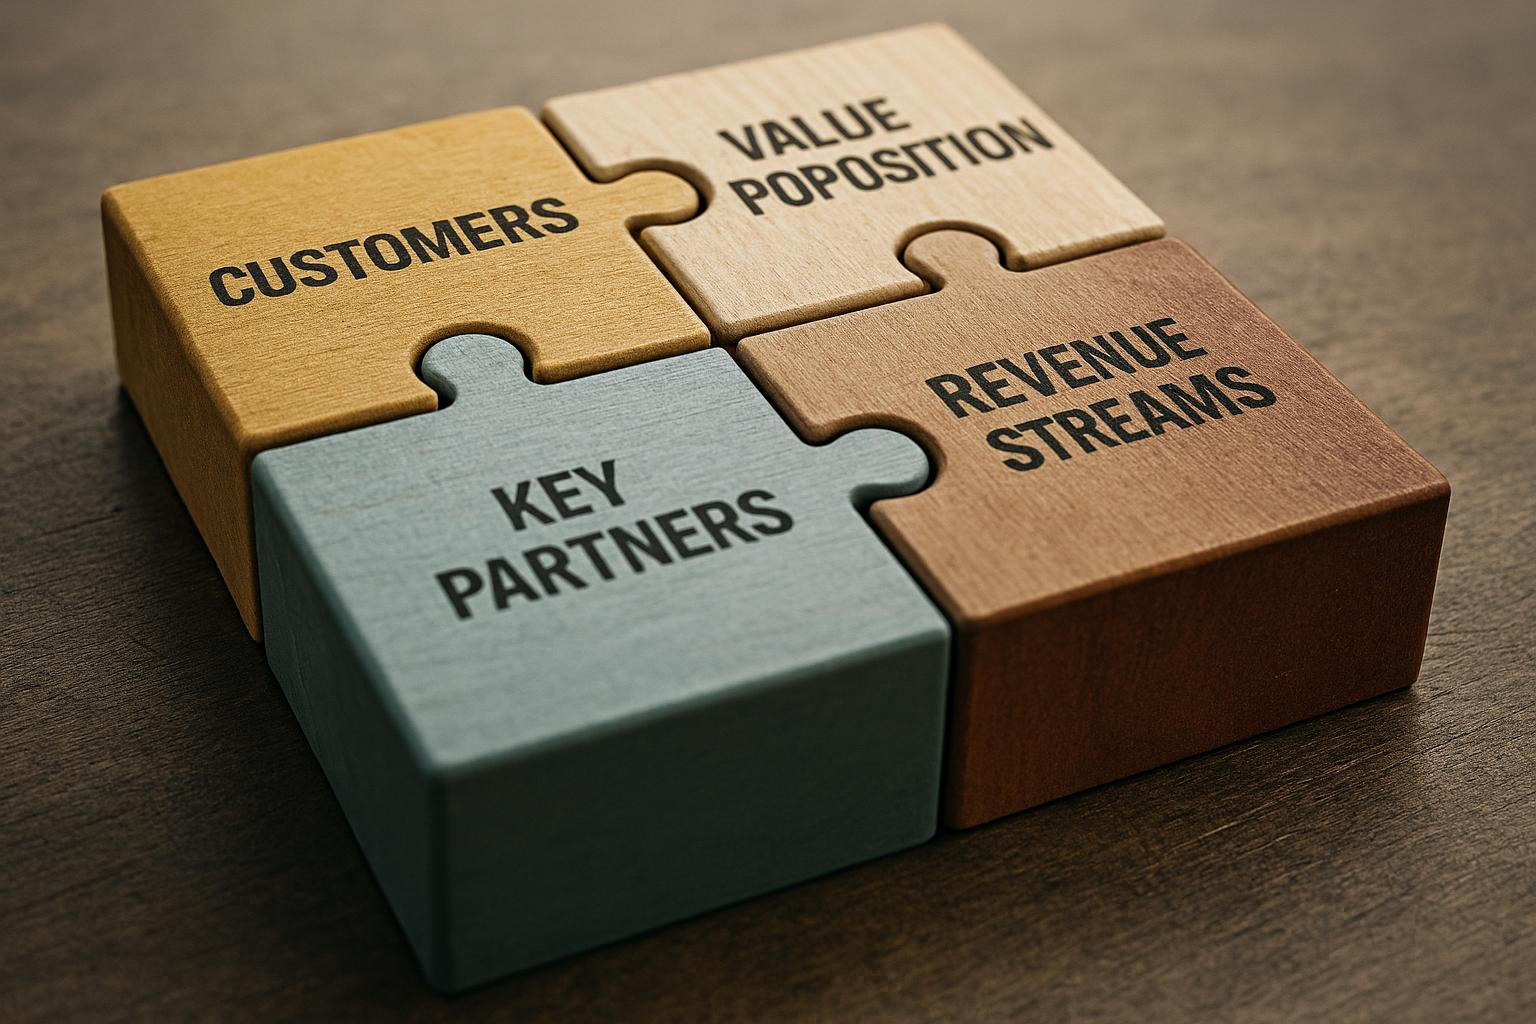 CUSTOMERS
VALUE
POPOSITION
KEY
PARTNERS
REVENUE
STREAMS